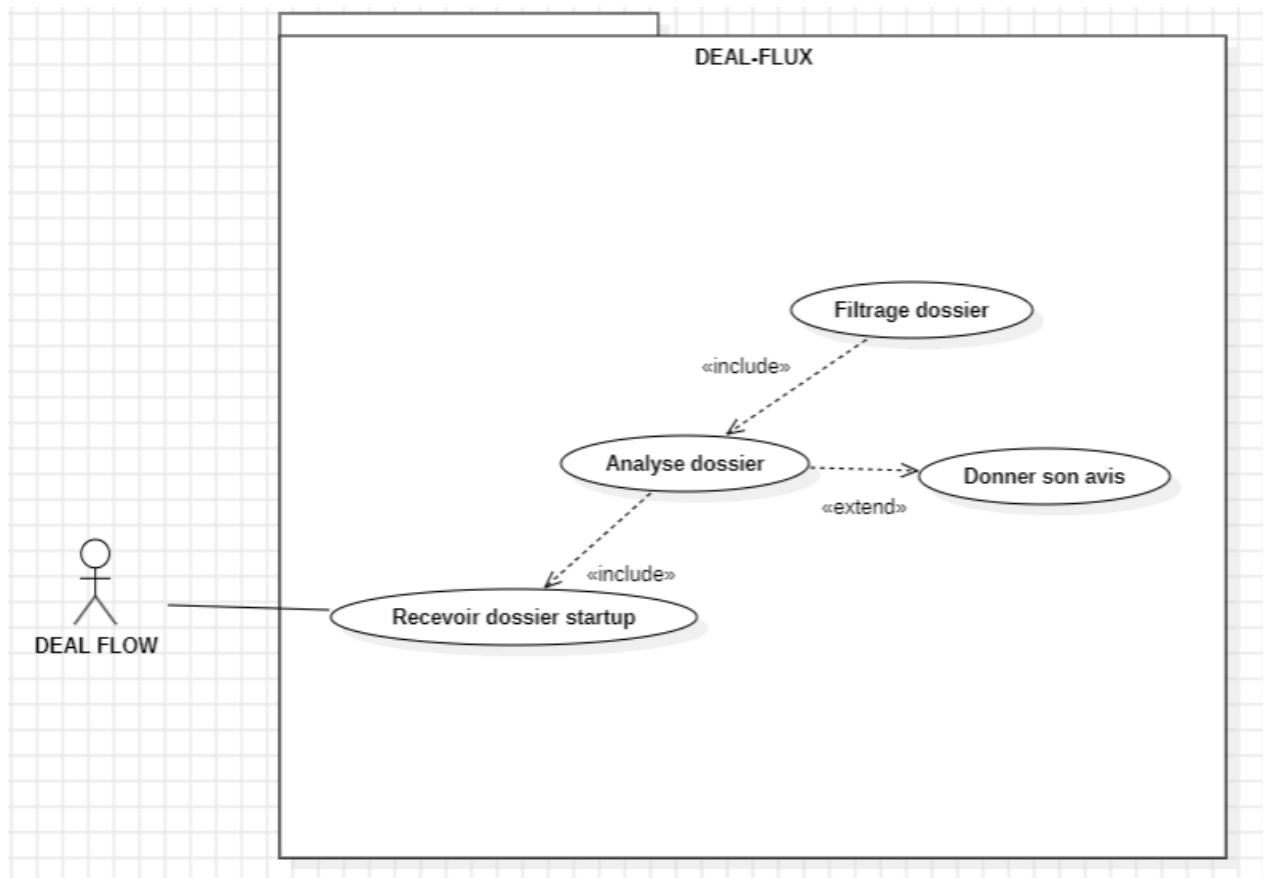 DEAL-FLUX
Filtrage dossier
«include»
Analyse dossier
Donner son avis
«extend»
«include»
Recevoir dossier startup
DEAL FLOW